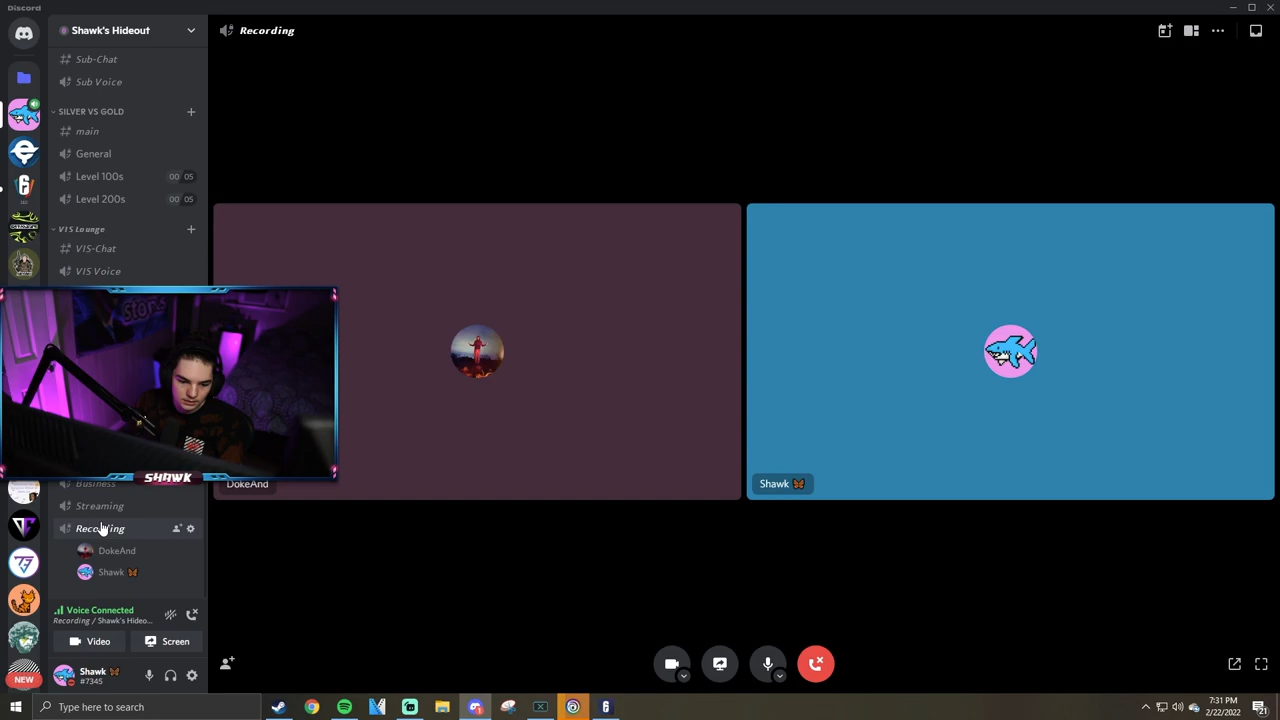 Discord
Shawk's Hideout
Recording
Sub-Chat
Sub Voice
SILVER VS GOLD
main
General
Level 100s 00 05
Level 200s 00 05
VIS Lounge
VIS-Chat
VIS Voice
SHAWK
Business
Streaming
Recording
DokeAnd
Shawk
Voice Connected
Recording / Shawk's Hideo...
Video
Screen
Shawk
#7345
NEW
DokeAnd
Shawk
Type here to search
7:31 PM
2/22/2022
21